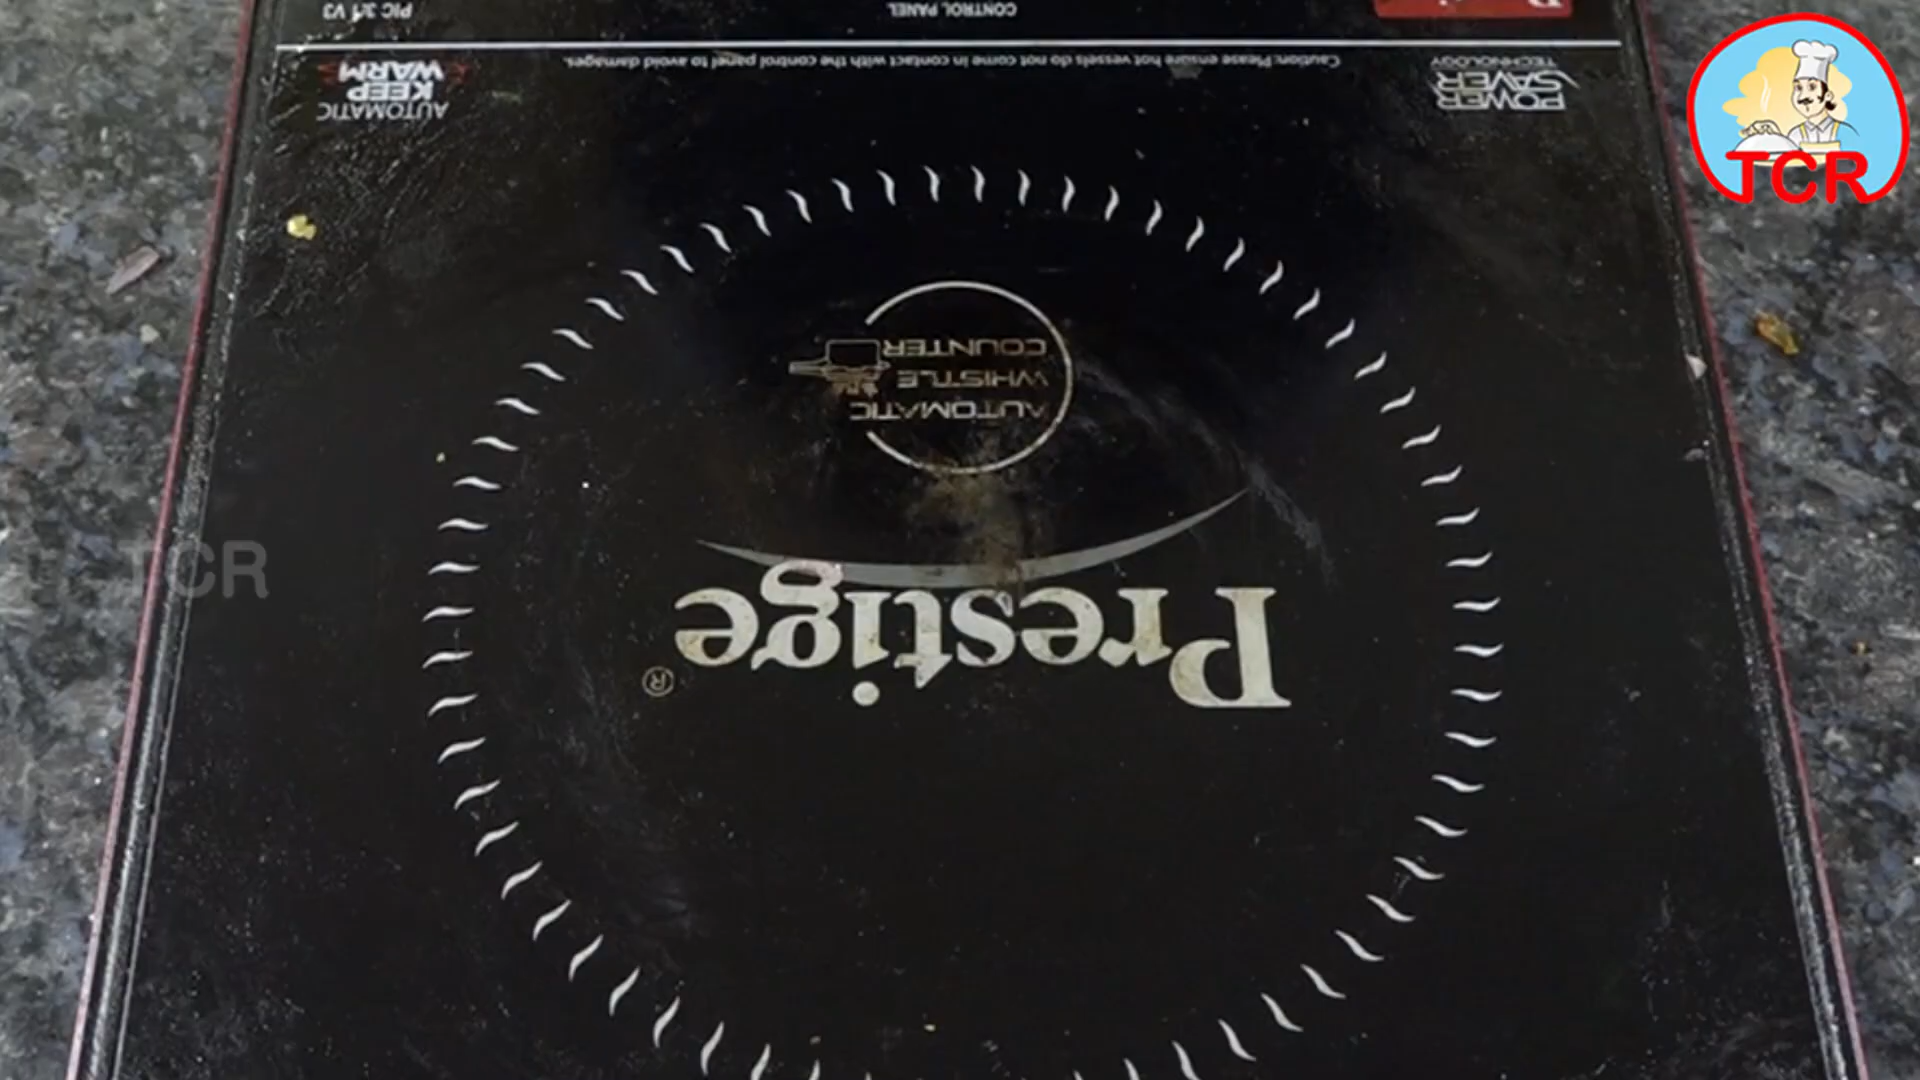 Prestige®
AUTOMATIC
WHISTLE
COUNTER
POWER
SAVER
TECHNOLOGY
AUTOMATIC
KEEP
WARM
Caution: Please ensure hot vessels do not come in contact with the control panel to avoid damages.
CONTROL PANEL
PIC 3.1 V3
TCR
TCR